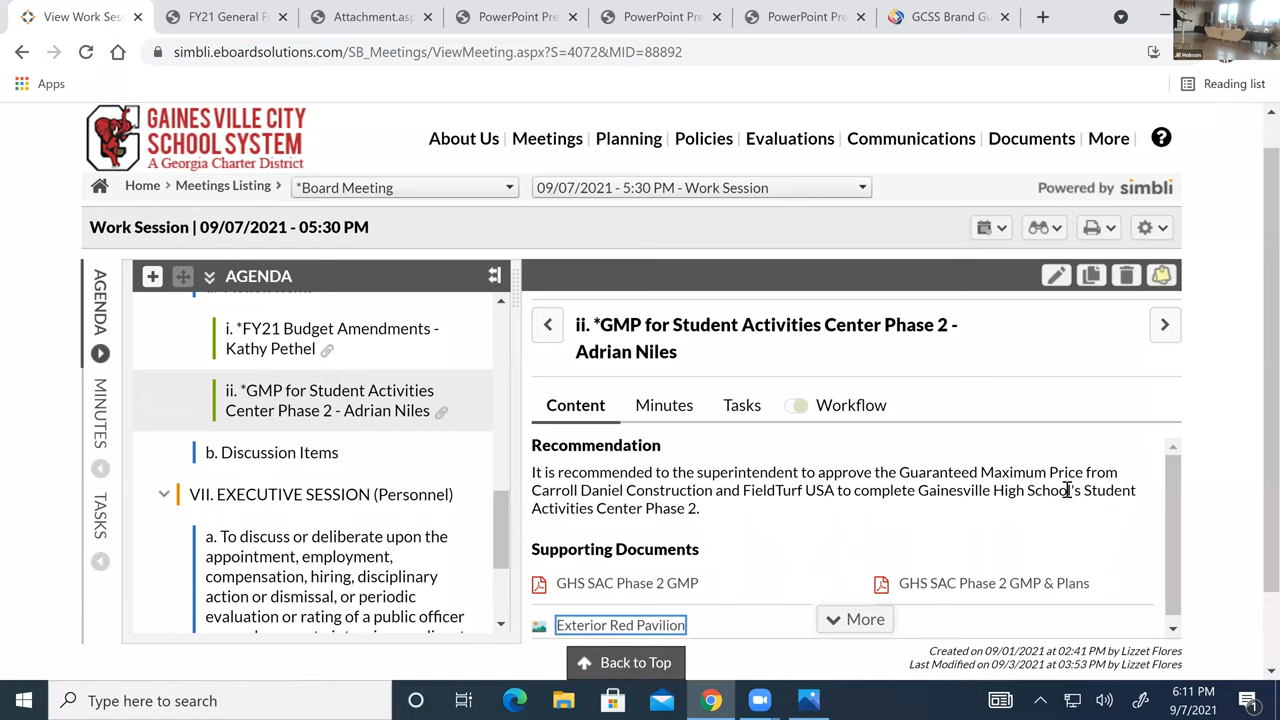 View Work Sess
FY21 General F
Attachment.asp
PowerPoint Pre
PowerPoint Pre
PowerPoint Pre
GCSS Brand Gu
simbli.eboardsolutions.com/SB_Meetings/ViewMeeting.aspx?S=4072&MID=88892
Jill Hobson
Apps
Reading list
GAINESVILLE CITY
SCHOOL SYSTEM
A Georgia Charter District
About Us | Meetings | Planning | Policies | Evaluations | Communications | Documents | More |
Home > Meetings Listing >
*Board Meeting
09/07/2021 - 5:30 PM - Work Session
Powered by simbli
Work Session | 09/07/2021 - 05:30 PM
AGENDA
MINUTES
TASKS
AGENDA
i. *FY21 Budget Amendments -
Kathy Pethel
ii. *GMP for Student Activities
Center Phase 2 - Adrian Niles
b. Discussion Items
VII. EXECUTIVE SESSION (Personnel)
a. To discuss or deliberate upon the
appointment, employment,
compensation, hiring, disciplinary
action or dismissal, or periodic
evaluation or rating of a public officer
ii. *GMP for Student Activities Center Phase 2 -
Adrian Niles
Content
Minutes
Tasks
Workflow
Recommendation
It is recommended to the superintendent to approve the Guaranteed Maximum Price from
Carroll Daniel Construction and FieldTurf USA to complete Gainesville High School's Student
Activities Center Phase 2.
Supporting Documents
GHS SAC Phase 2 GMP
GHS SAC Phase 2 GMP & Plans
Exterior Red Pavilion
More
Back to Top
Created on 09/01/2021 at 02:41 PM by Lizzet Flores
Last Modified on 09/3/2021 at 03:53 PM by Lizzet Flores
Type here to search
6:11 PM
9/7/2021
1